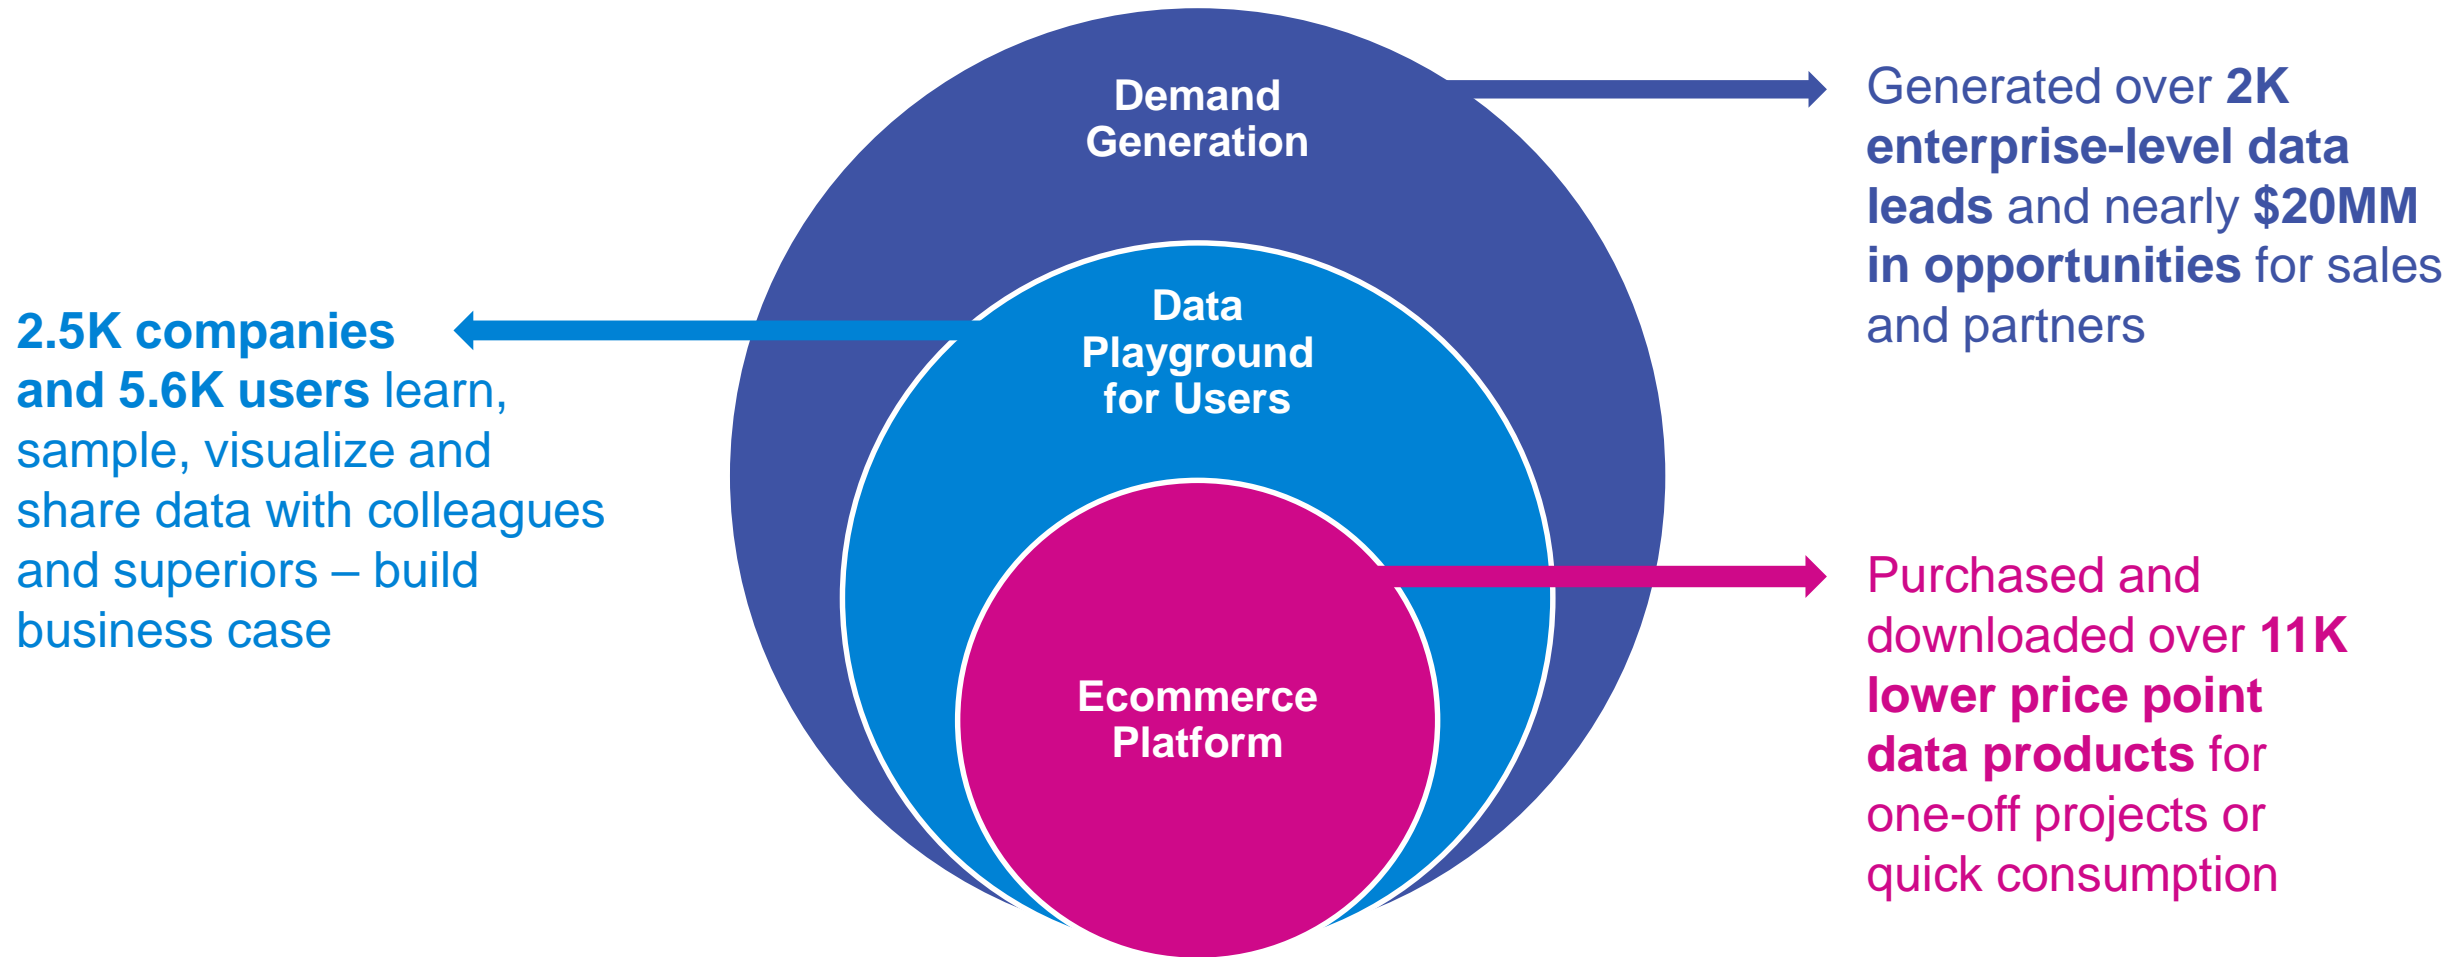 Demand
Generation
Generated over 2K
enterprise-level data
leads and nearly $20MM
in opportunities for sales
and partners
Data
Playground
for Users
2.5K companies
and 5.6K users learn,
sample, visualize and
share data with colleagues
and superiors – build
business case
Ecommerce
Platform
Purchased and
downloaded over 11K
lower price point
data products for
one-off projects or
quick consumption